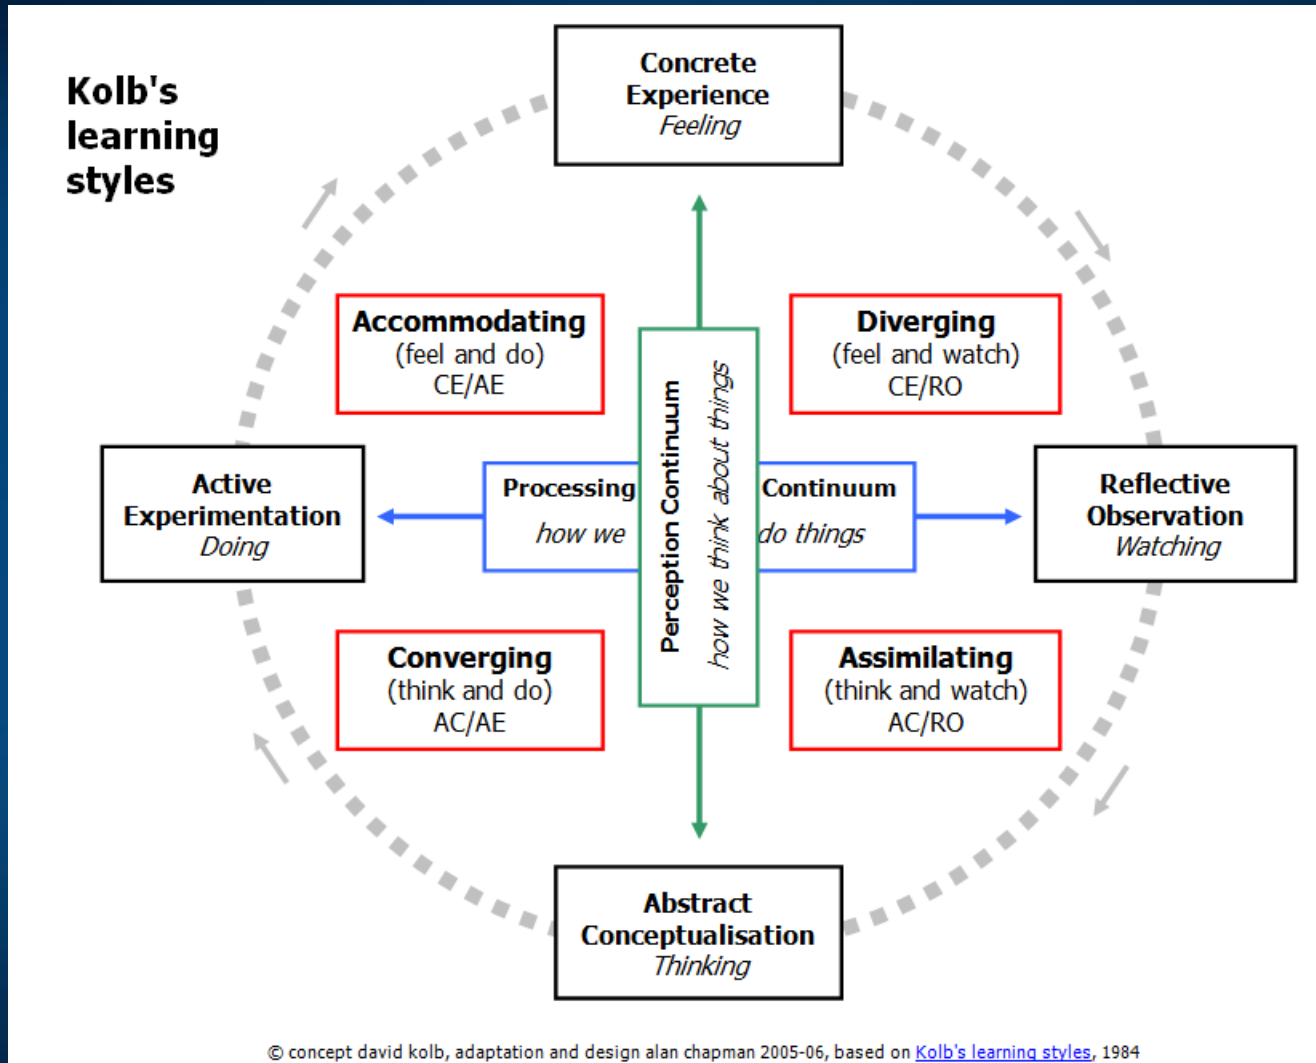 Kolb's
learning
styles
Concrete
Experience
Feeling
Accommodating
(feel and do)
CE/AE
Diverging
(feel and watch)
CE/RO
Active
Experimentation
Doing
Processing Continuum
how we do things
Perception Continuum
how we think about things
Reflective
Observation
Watching
Converging
(think and do)
AC/AE
Assimilating
(think and watch)
AC/RO
Abstract
Conceptualisation
Thinking
© concept david kolb, adaptation and design alan chapman 2005-06, based on Kolb's learning styles, 1984